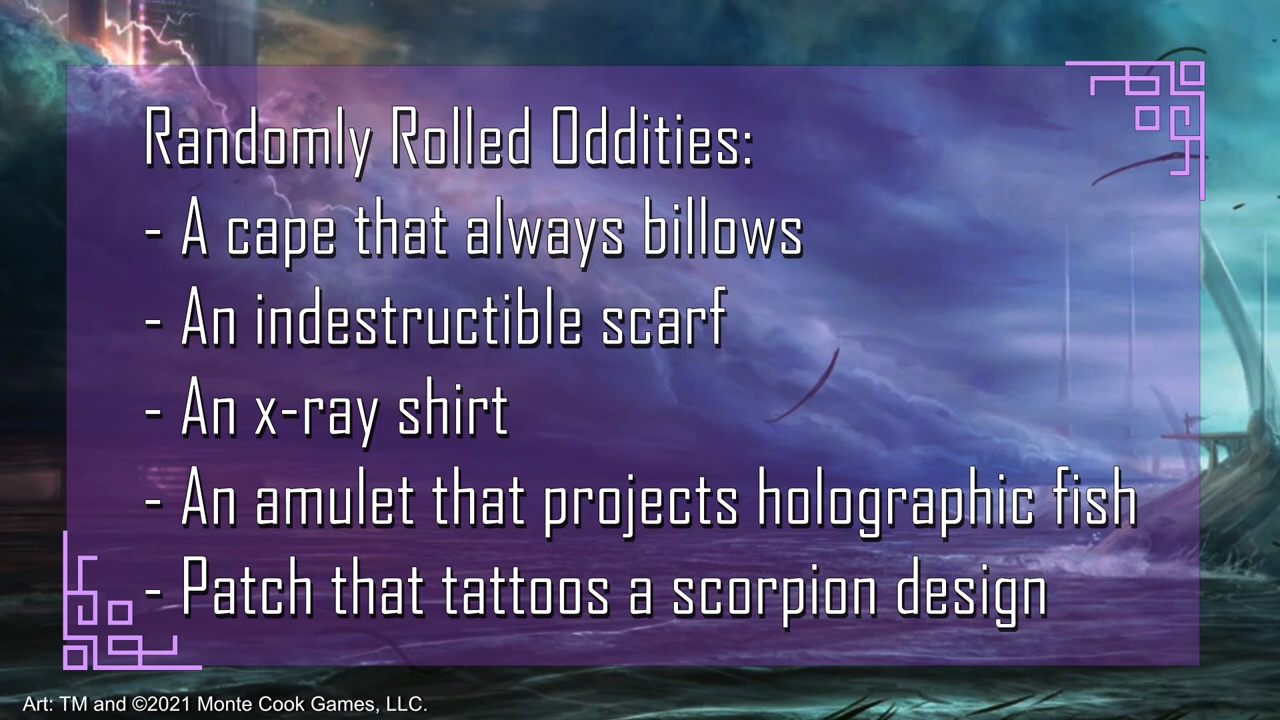 Randomly Rolled Oddities:
- A cape that always billows
- An indestructible scarf
- An x-ray shirt
- An amulet that projects holographic fish
- Patch that tattoos a scorpion design
Art: TM and ©2021 Monte Cook Games, LLC.